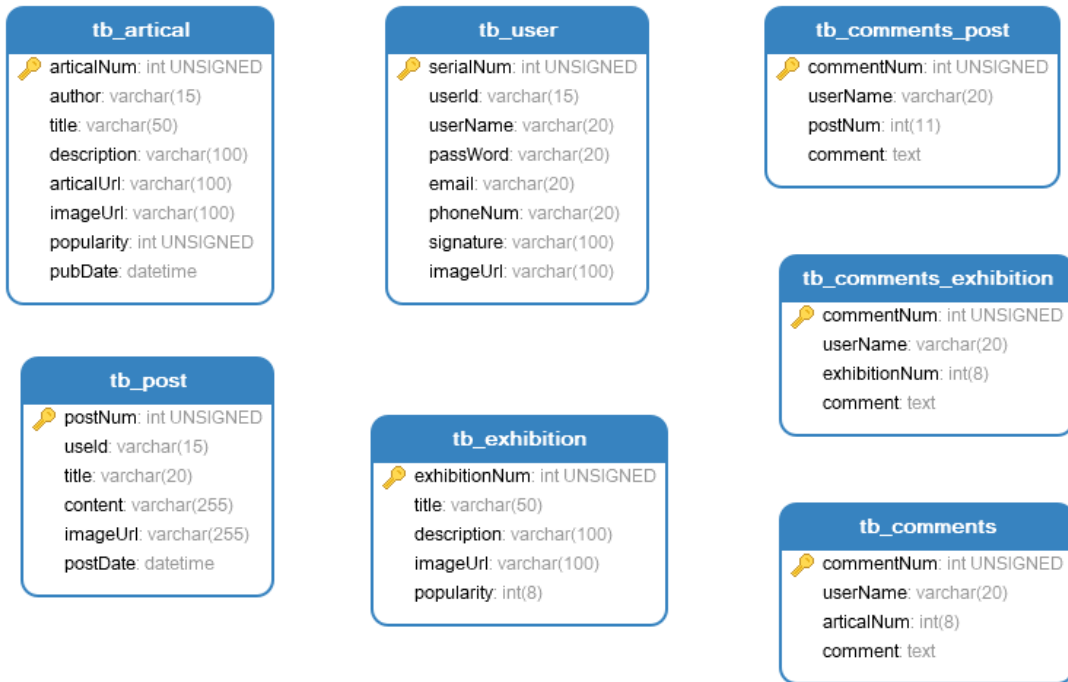 tb_artical
articalNum: int UNSIGNED
author: varchar(15)
title: varchar(50)
description: varchar(100)
articalUrl: varchar(100)
imageUrl: varchar(100)
popularity: int UNSIGNED
pubDate: datetime
tb_user
serialNum: int UNSIGNED
userId: varchar(15)
userName: varchar(20)
passWord: varchar(20)
email: varchar(20)
phoneNum: varchar(20)
signature: varchar(100)
imageUrl: varchar(100)
tb_comments_post
commentNum: int UNSIGNED
userName: varchar(20)
postNum: int(11)
comment: text
tb_comments_exhibition
commentNum: int UNSIGNED
userName: varchar(20)
exhibitionNum: int(8)
comment: text
tb_post
postNum: int UNSIGNED
useId: varchar(15)
title: varchar(20)
content: varchar(255)
imageUrl: varchar(255)
postDate: datetime
tb_exhibition
exhibitionNum: int UNSIGNED
title: varchar(50)
description: varchar(100)
imageUrl: varchar(100)
popularity: int(8)
tb_comments
commentNum: int UNSIGNED
userName: varchar(20)
articalNum: int(8)
comment: text